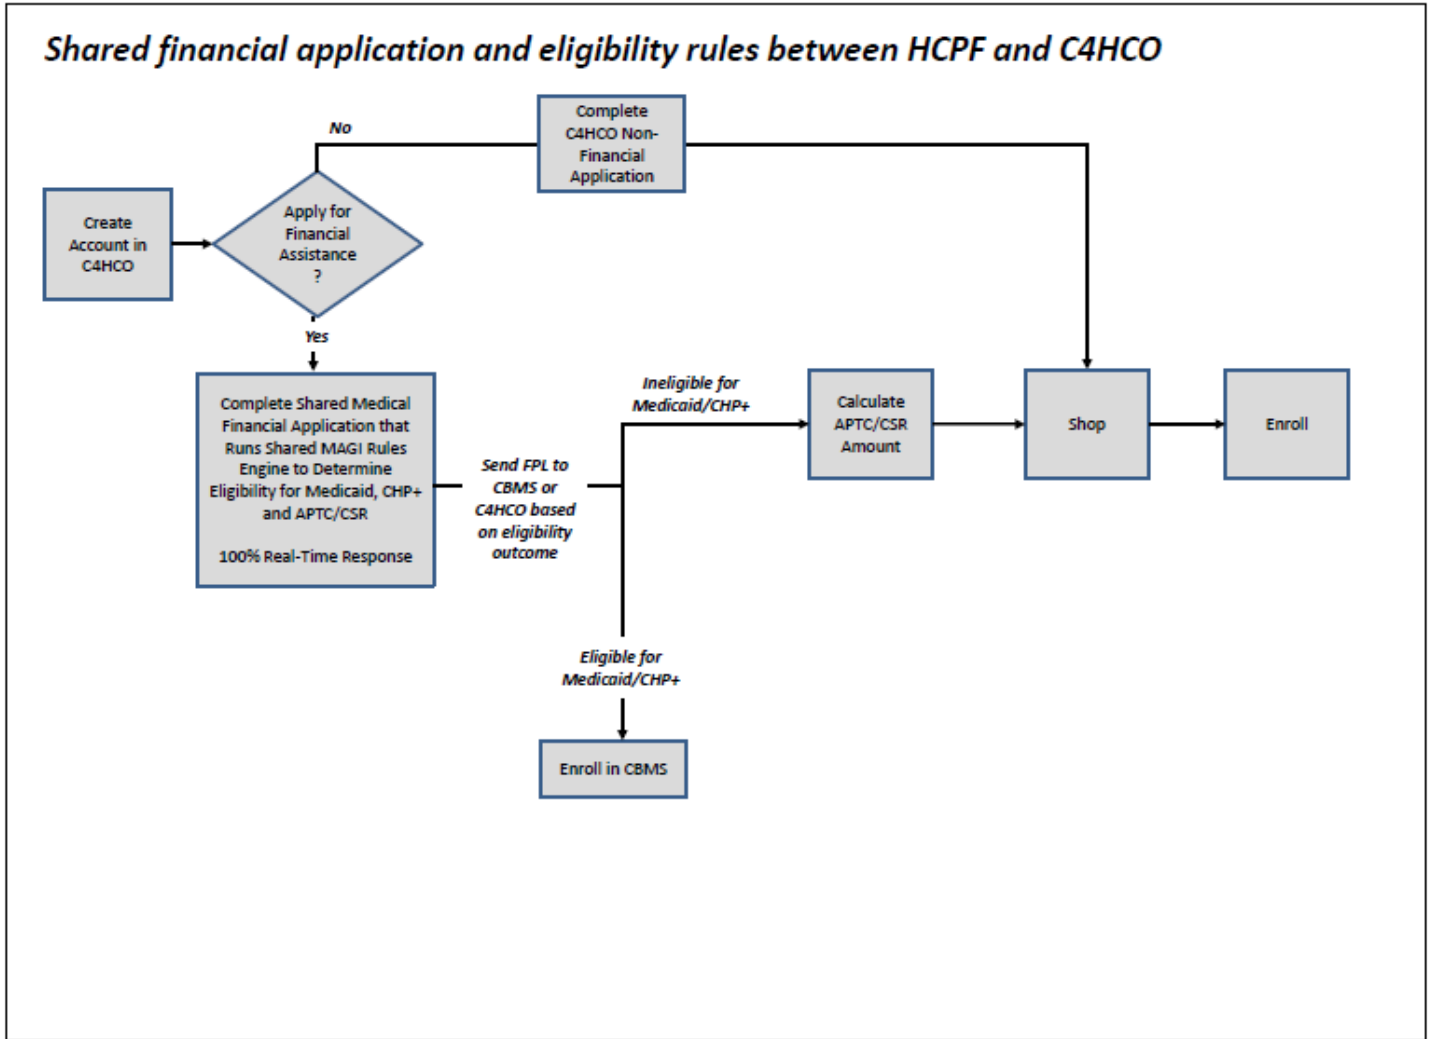 Shared financial application and eligibility rules between HCPF and C4HCO
No
Complete
C4HCO Non-
Financial
Application
Create
Account in
C4HCO
Apply for
Financial
Assistance
?
Yes
Complete Shared Medical
Financial Application that
Runs Shared MAGI Rules
Engine to Determine
Eligibility for Medicaid, CHP+
and APTC/CSR
100% Real-Time Response
Send FPL to
CBMS or
C4HCO based
on eligibility
outcome
Ineligible for
Medicaid/CHP+
Calculate
APTC/CSR
Amount
Shop
Enroll
Eligible for
Medicaid/CHP+
Enroll in CBMS